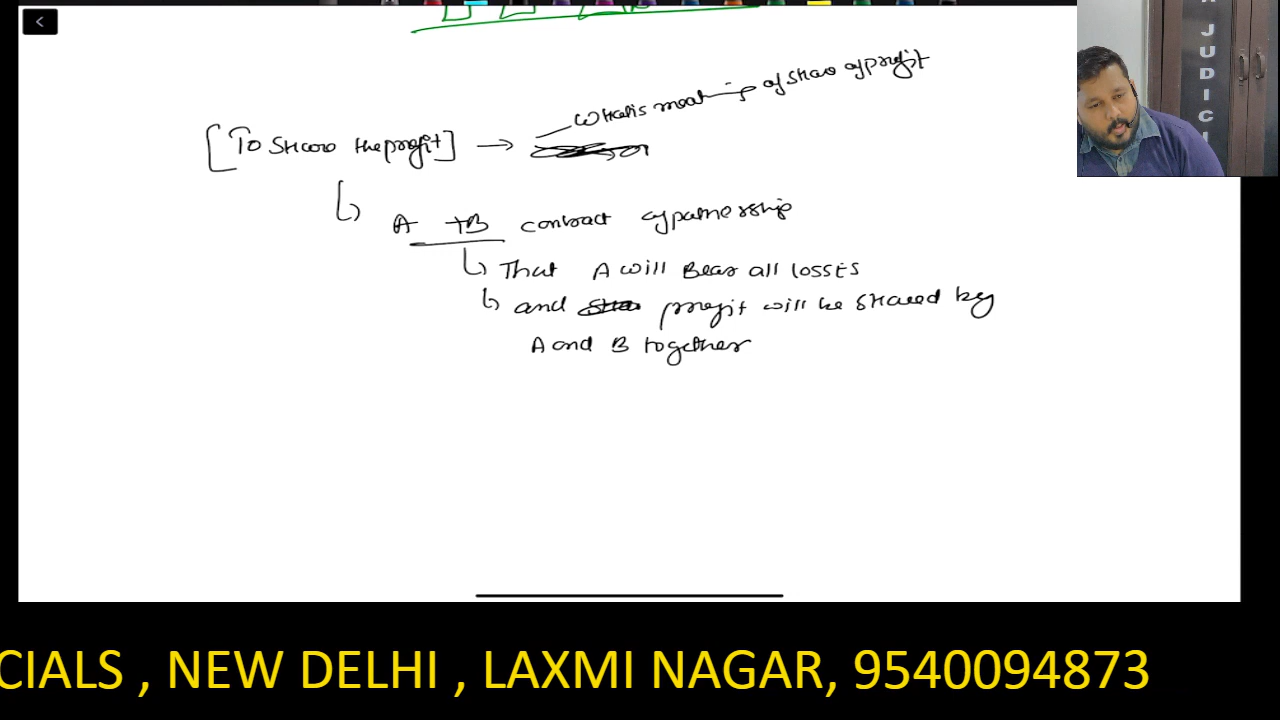 What is meaning of share of profit
[To share the profit] →
A + B contract of partnership
That A will Bear all losses
and profit will be shared by
A and B together
JUDICI
CIALS , NEW DELHI , LAXMI NAGAR, 9540094873